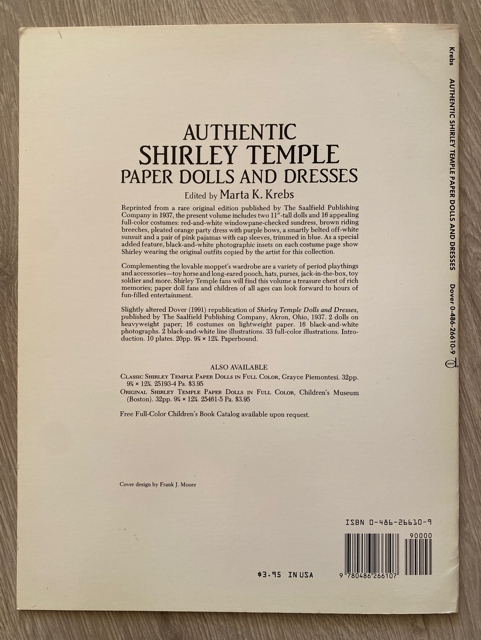 AUTHENTIC
SHIRLEY TEMPLE
PAPER DOLLS AND DRESSES
Edited by Marta K. Krebs
Reprinted from a rare original edition published by The Saalfield Publishing
Company in 1937, the present volume includes two 11"-tall dolls and 16 appealing
full-color costumes: red-and-white windowpane-checked sundress, brown riding
breeches, pleated orange party dress with purple bows, a smartly belted off-white
sunsuit and a pair of pink pajamas with cap sleeves, trimmed in blue. As a special
added feature, black-and-white photographic insets on each costume page show
Shirley wearing the original outfits copied by the artist for this collection.
Complementing the lovable moppet's wardrobe are a variety of period playthings
and accessories—toy horse and long-eared pooch, hats, purses, jack-in-the-box, toy
soldier and more. Shirley Temple fans will find this volume a treasure chest of rich
memories; paper doll fans and children of all ages can look forward to hours of
fun-filled entertainment.
Slightly altered Dover (1991) republication of Shirley Temple Dolls and Dresses,
published by The Saalfield Publishing Company, Akron, Ohio, 1937. 2 dolls on
heavyweight paper; 16 costumes on lightweight paper. 16 black-and-white
photographs. 2 black-and-white line illustrations. 33 full-color illustrations. Intro-
duction. 10 plates. 20pp. 9¼ × 12¼. Paperbound.
ALSO AVAILABLE
CLASSIC SHIRLEY TEMPLE PAPER DOLLS IN FULL COLOR, Grayce Piemontesi. 32pp.
9¼ × 12¼. 25193-4 Pa. $3.95
ORIGINAL SHIRLEY TEMPLE PAPER DOLLS IN FULL COLOR, Children's Museum
(Boston). 32pp. 9¼ × 12¼. 25461-5 Pa. $3.95
Free Full-Color Children's Book Catalog available upon request.
Cover design by Frank J. Moore
ISBN 0-486-26610-9
90000
9 780486 266107
$3.95 IN USA
Krebs AUTHENTIC SHIRLEY TEMPLE PAPER DOLLS AND DRESSES Dover 0-486-26610-9